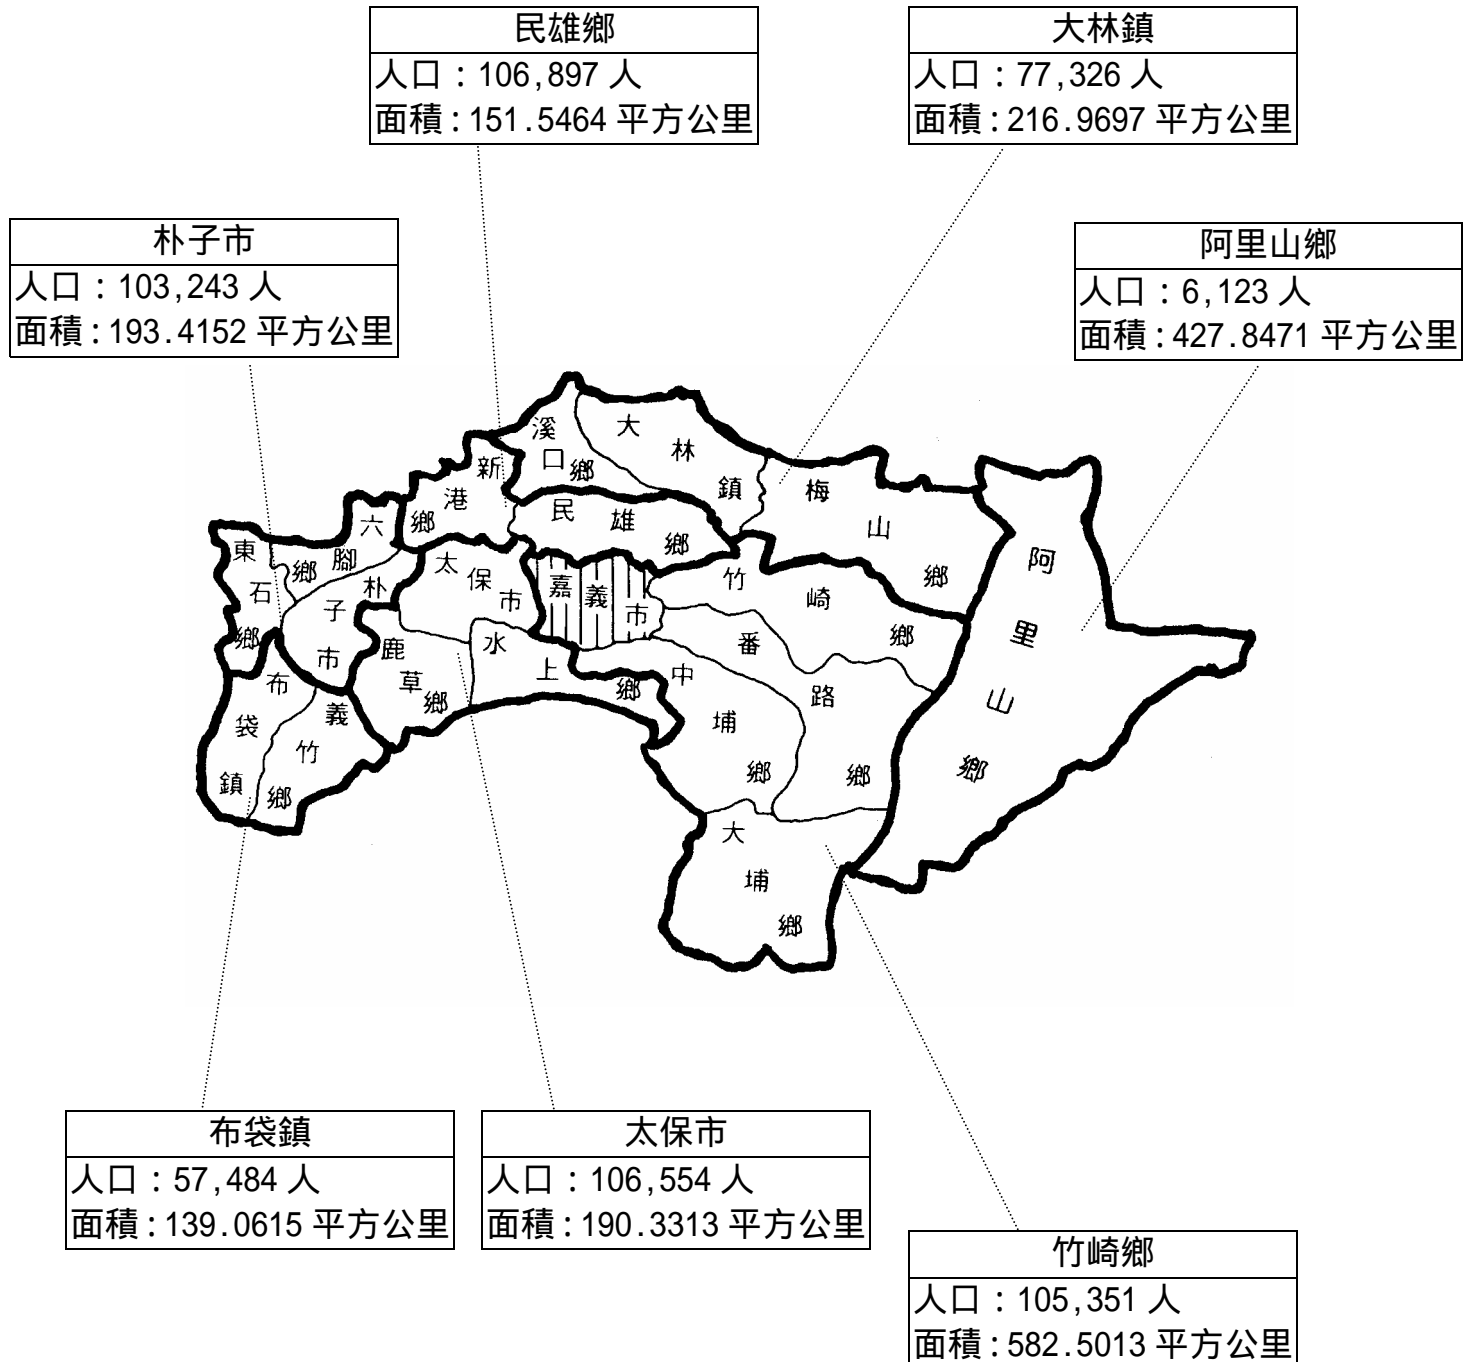 民雄鄉
人口：106,897 人
面積：151.5464 平方公里
大林鎮
人口：77,326 人
面積：216.9697 平方公里
朴子市
人口：103,243 人
面積：193.4152 平方公里
阿里山鄉
人口：6,123 人
面積：427.8471 平方公里
溪口鄉
大林鎮
新港鄉
民雄鄉
梅山鄉
六腳鄉
東石鄉
朴子市
太保市
嘉義市
竹崎鄉
阿里山鄉
鹿草鄉
水上鄉
番路鄉
中埔鄉
布袋鎮
義竹鄉
大埔鄉
布袋鎮
人口：57,484 人
面積：139.0615 平方公里
太保市
人口：106,554 人
面積：190.3313 平方公里
竹崎鄉
人口：105,351 人
面積：582.5013 平方公里